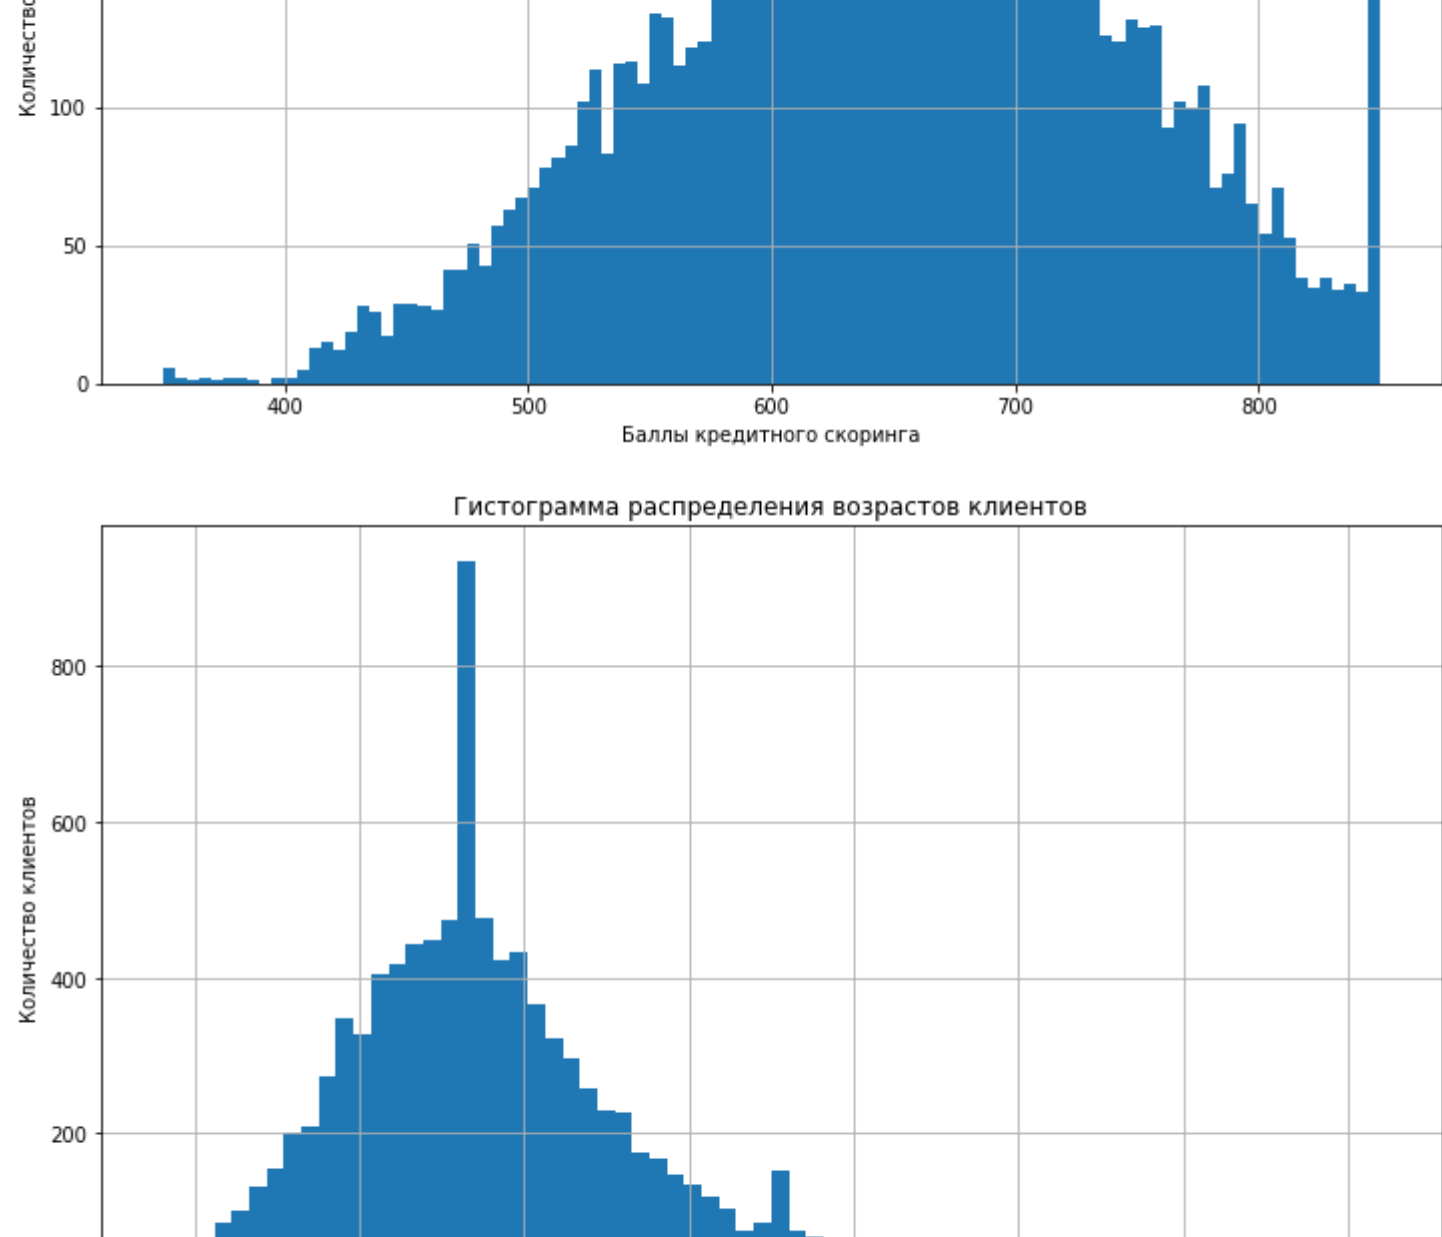 Количество
100
50
0
400 500 600 700 800
Баллы кредитного скоринга
Гистограмма распределения возрастов клиентов
Количество клиентов
800
600
400
200